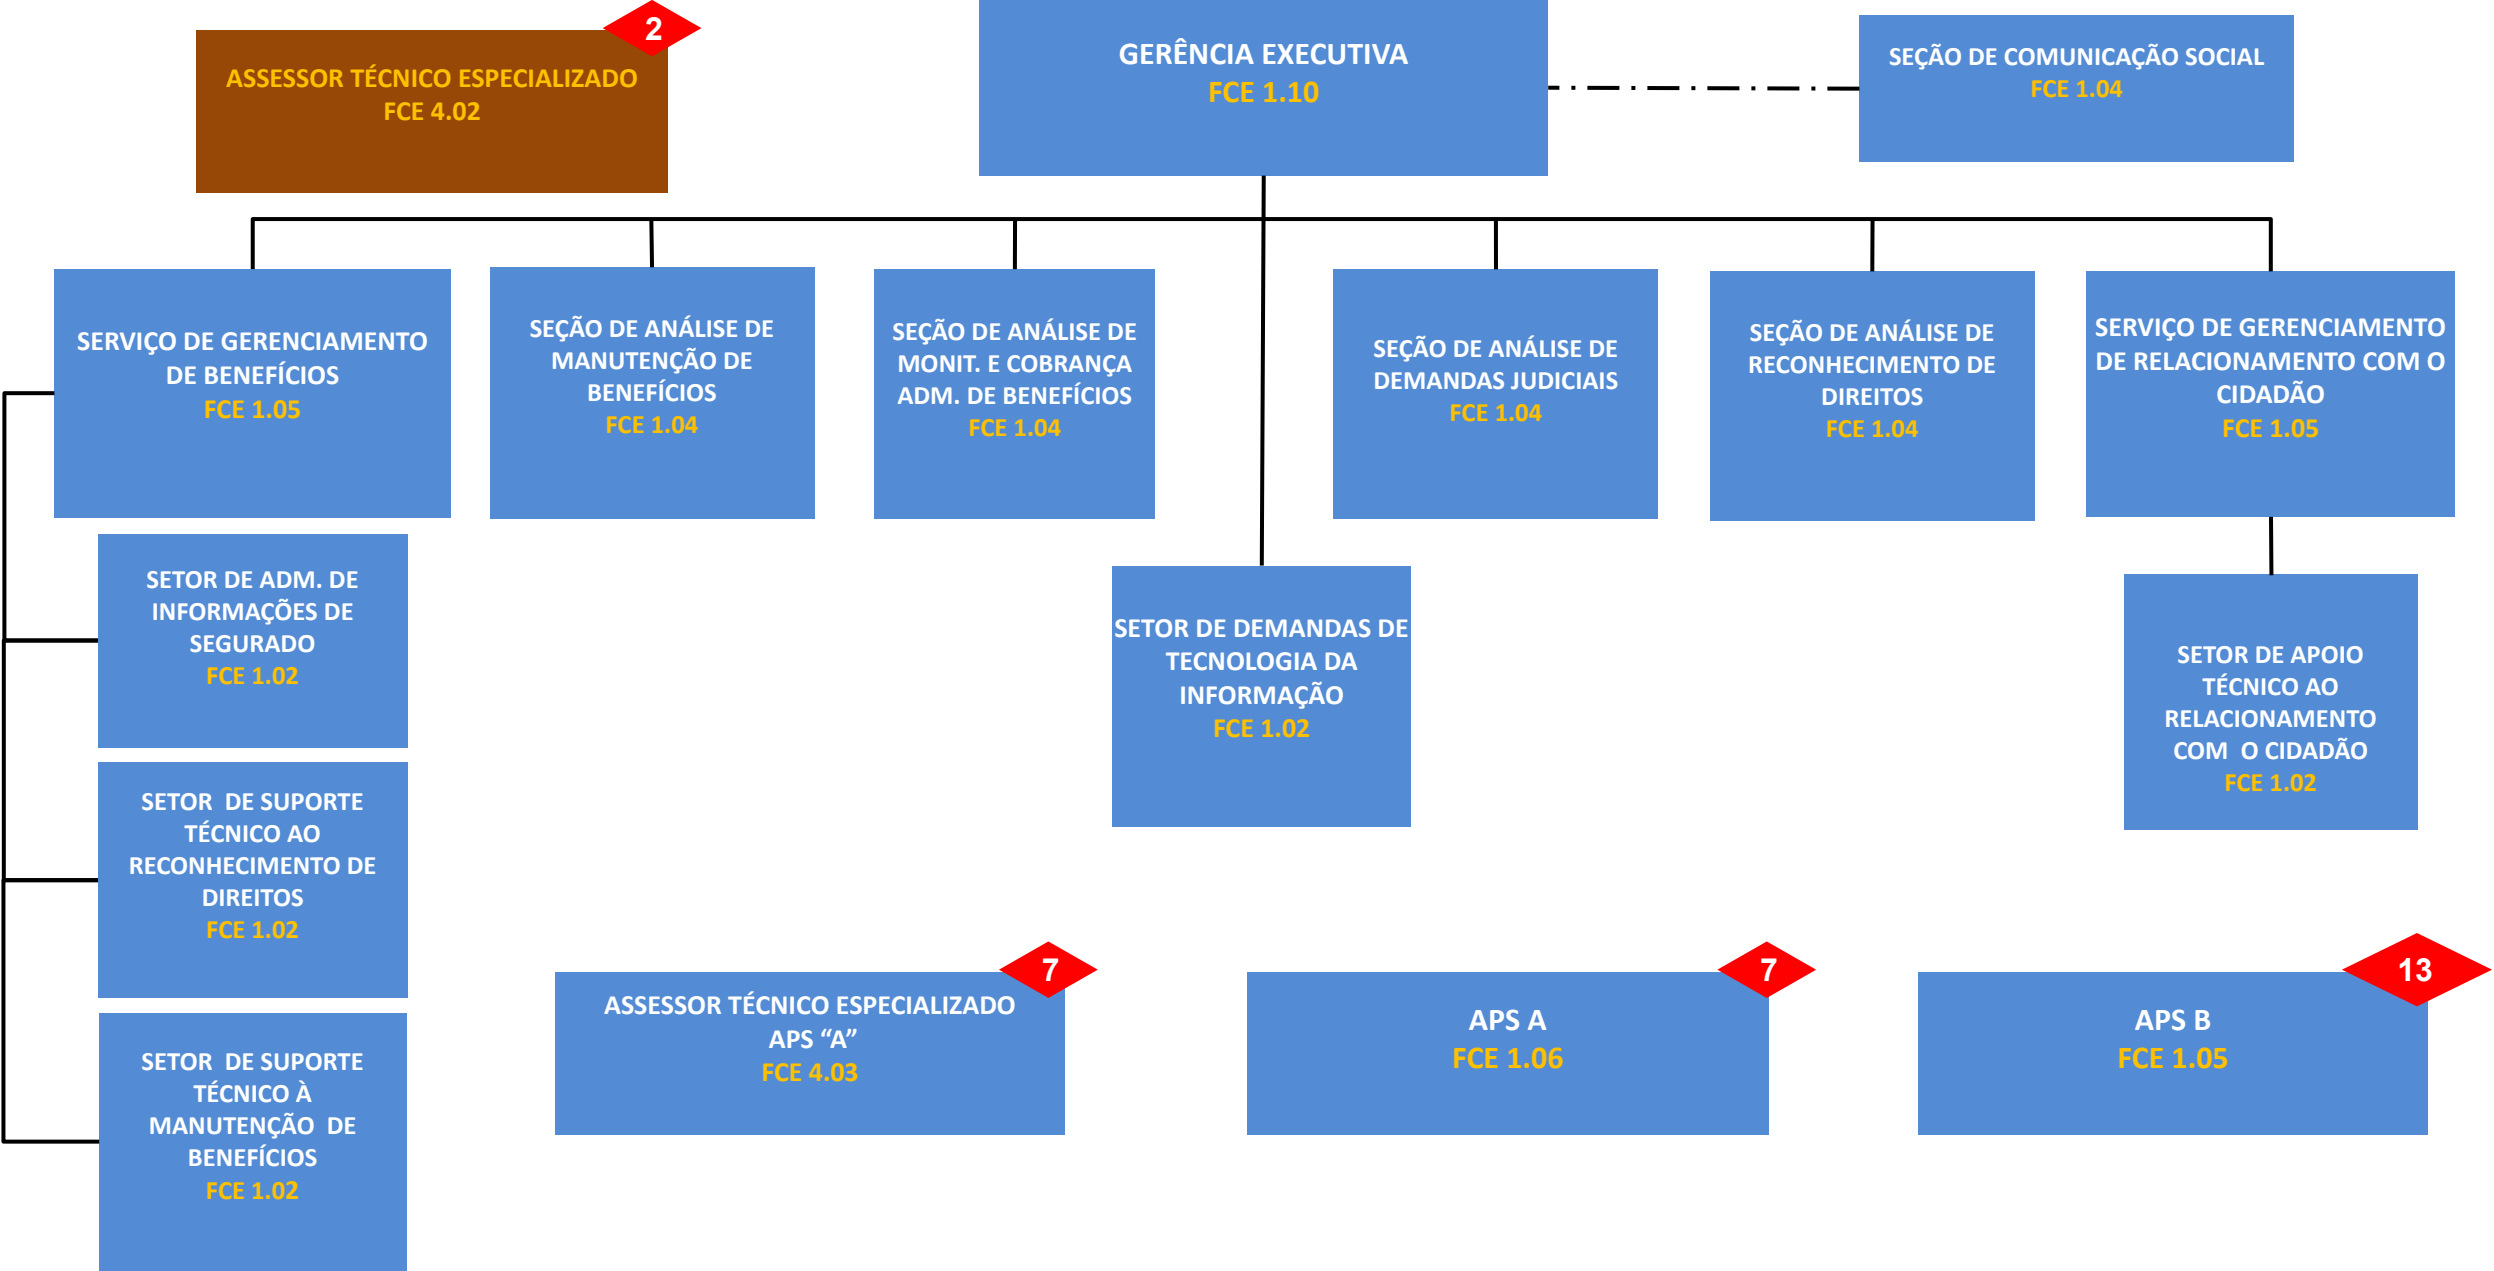 2
ASSESSOR TÉCNICO ESPECIALIZADO
FCE 4.02
GERÊNCIA EXECUTIVA
FCE 1.10
SEÇÃO DE COMUNICAÇÃO SOCIAL
FCE 1.04
SERVIÇO DE GERENCIAMENTO
DE BENEFÍCIOS
FCE 1.05
SEÇÃO DE ANÁLISE DE
MANUTENÇÃO DE
BENEFÍCIOS
FCE 1.04
SEÇÃO DE ANÁLISE DE
MONIT. E COBRANÇA
ADM. DE BENEFÍCIOS
FCE 1.04
SEÇÃO DE ANÁLISE DE
DEMANDAS JUDICIAIS
FCE 1.04
SEÇÃO DE ANÁLISE DE
RECONHECIMENTO DE
DIREITOS
FCE 1.04
SERVIÇO DE GERENCIAMENTO
DE RELACIONAMENTO COM O
CIDADÃO
FCE 1.05
SETOR DE ADM. DE
INFORMAÇÕES DE
SEGURADO
FCE 1.02
SETOR DE DEMANDAS DE
TECNOLOGIA DA
INFORMAÇÃO
FCE 1.02
SETOR DE APOIO
TÉCNICO AO
RELACIONAMENTO
COM O CIDADÃO
FCE 1.02
SETOR DE SUPORTE
TÉCNICO AO
RECONHECIMENTO DE
DIREITOS
FCE 1.02
SETOR DE SUPORTE
TÉCNICO À
MANUTENÇÃO DE
BENEFÍCIOS
FCE 1.02
7
ASSESSOR TÉCNICO ESPECIALIZADO
APS “A”
FCE 4.03
7
APS A
FCE 1.06
13
APS B
FCE 1.05